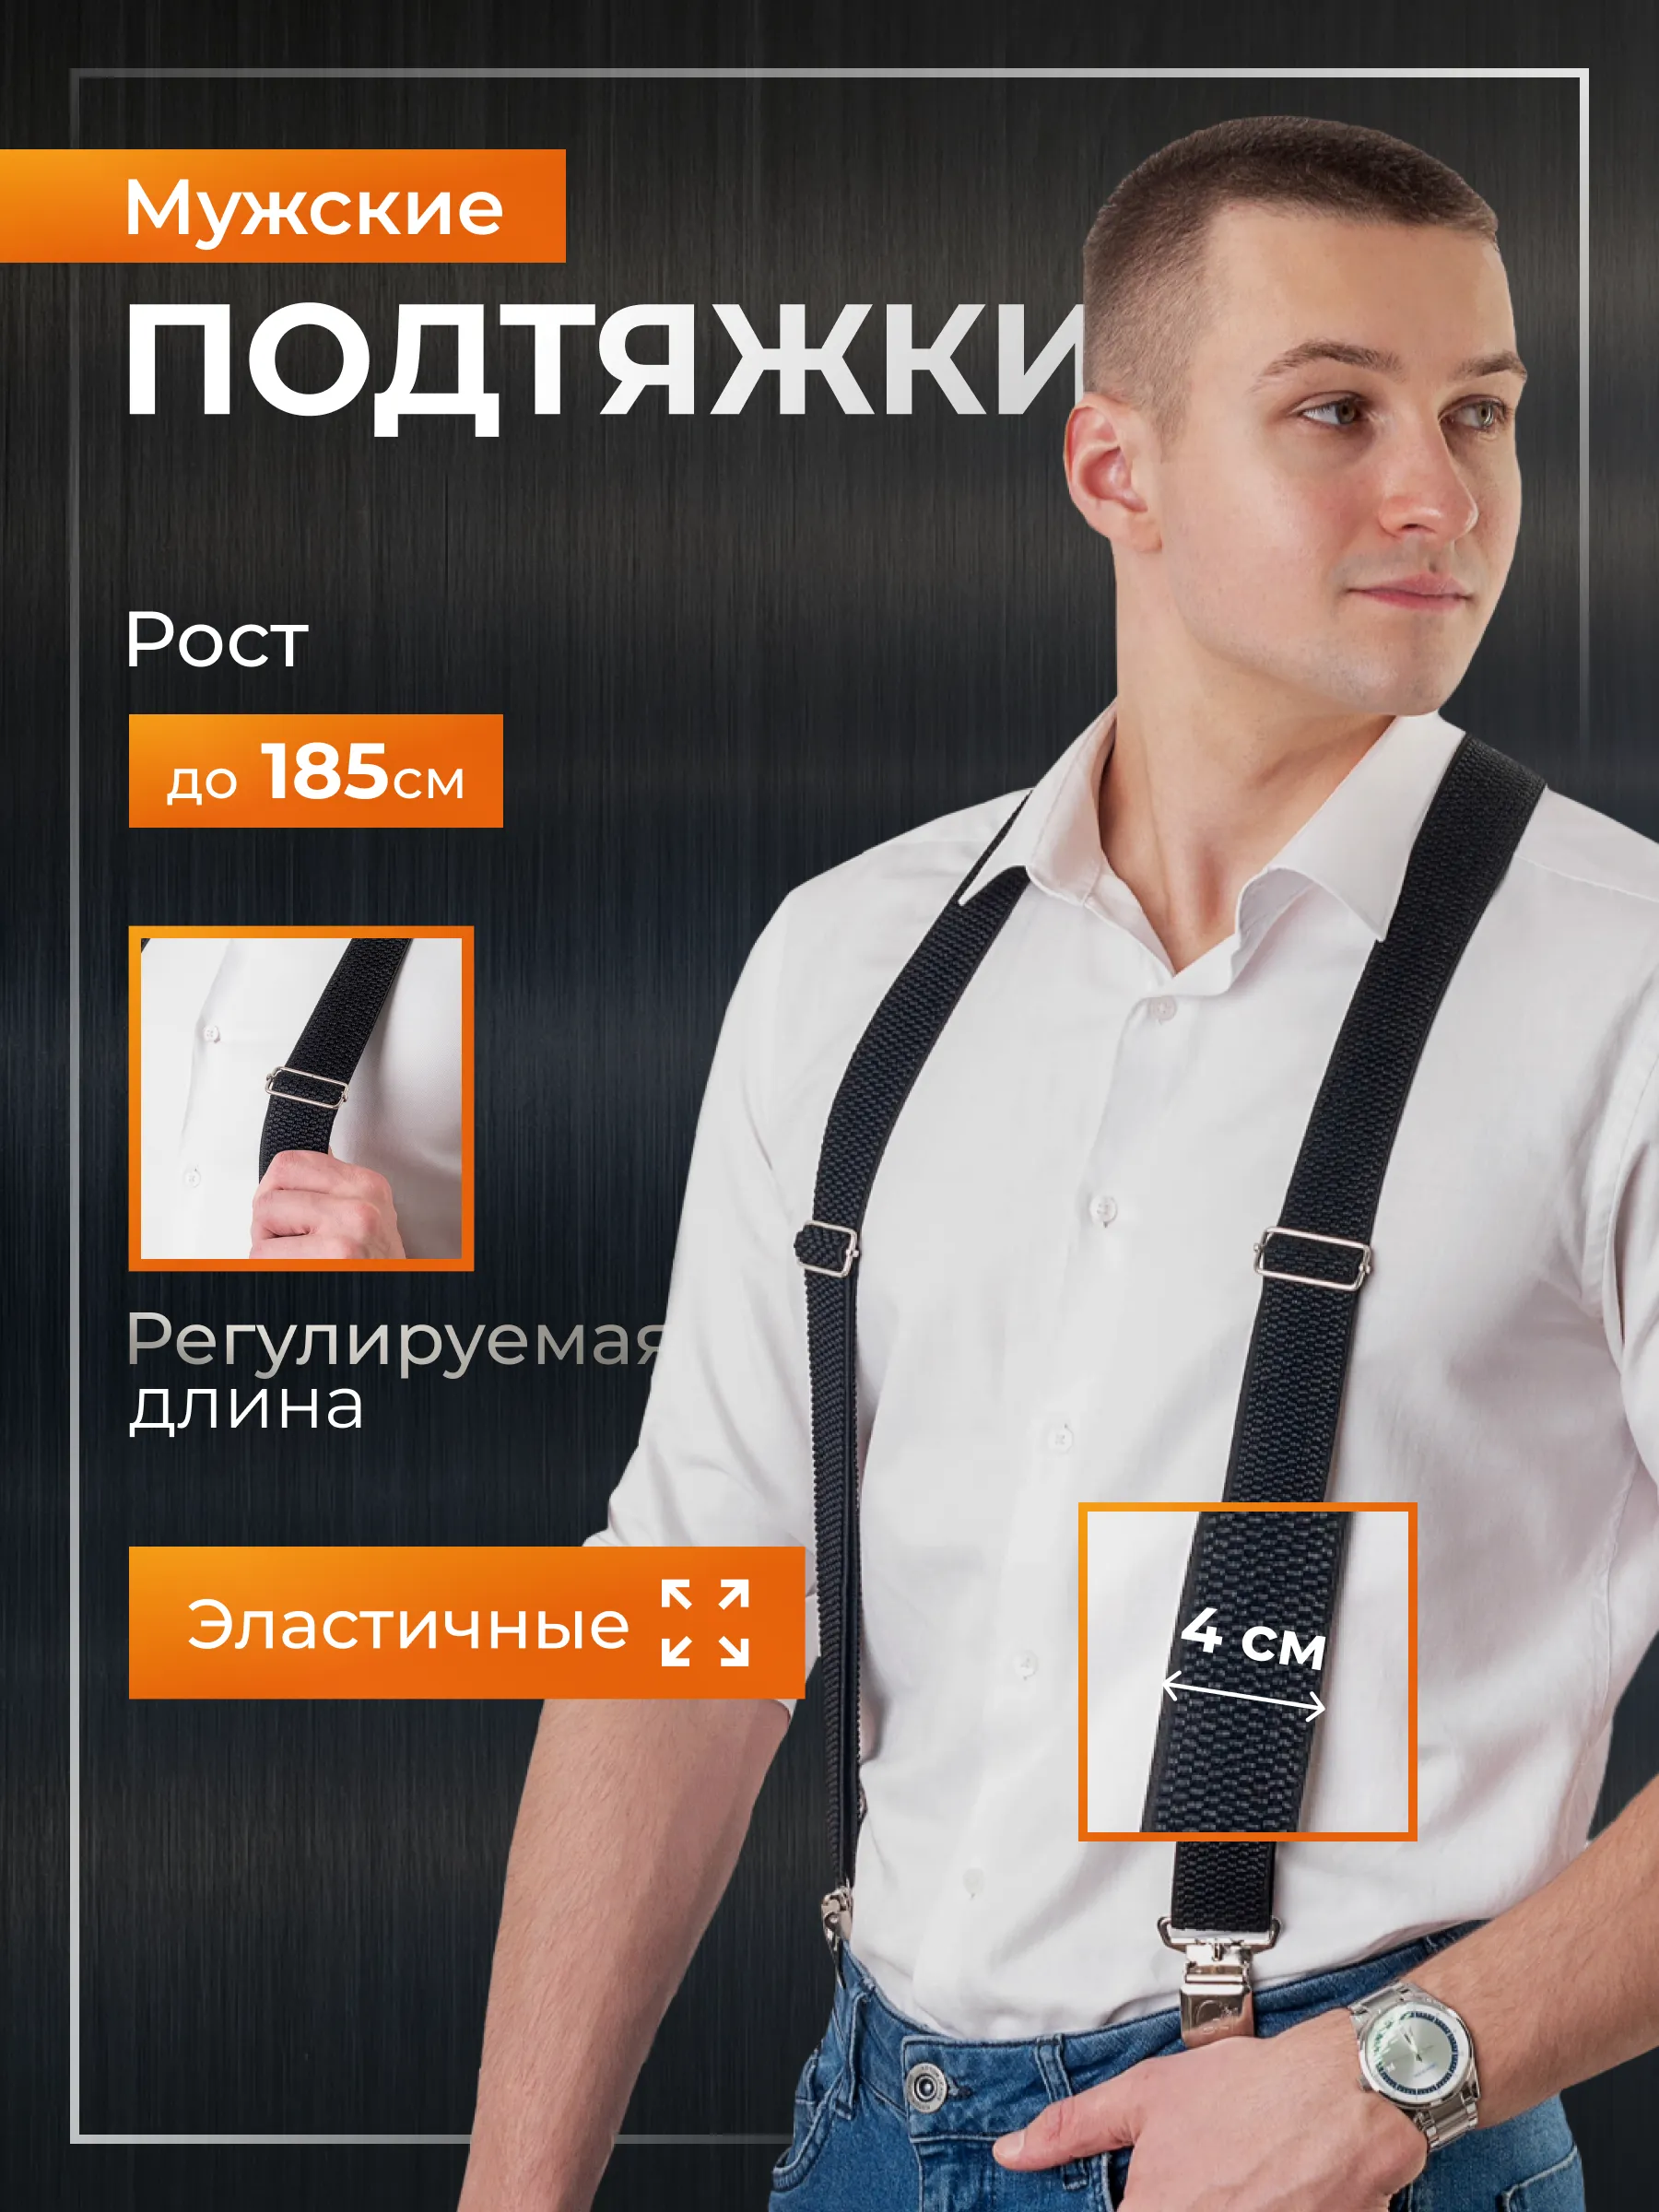 Мужские
ПОДТЯЖКИ
Рост
до 185см
Регулируемая
длина
Эластичные
4 см